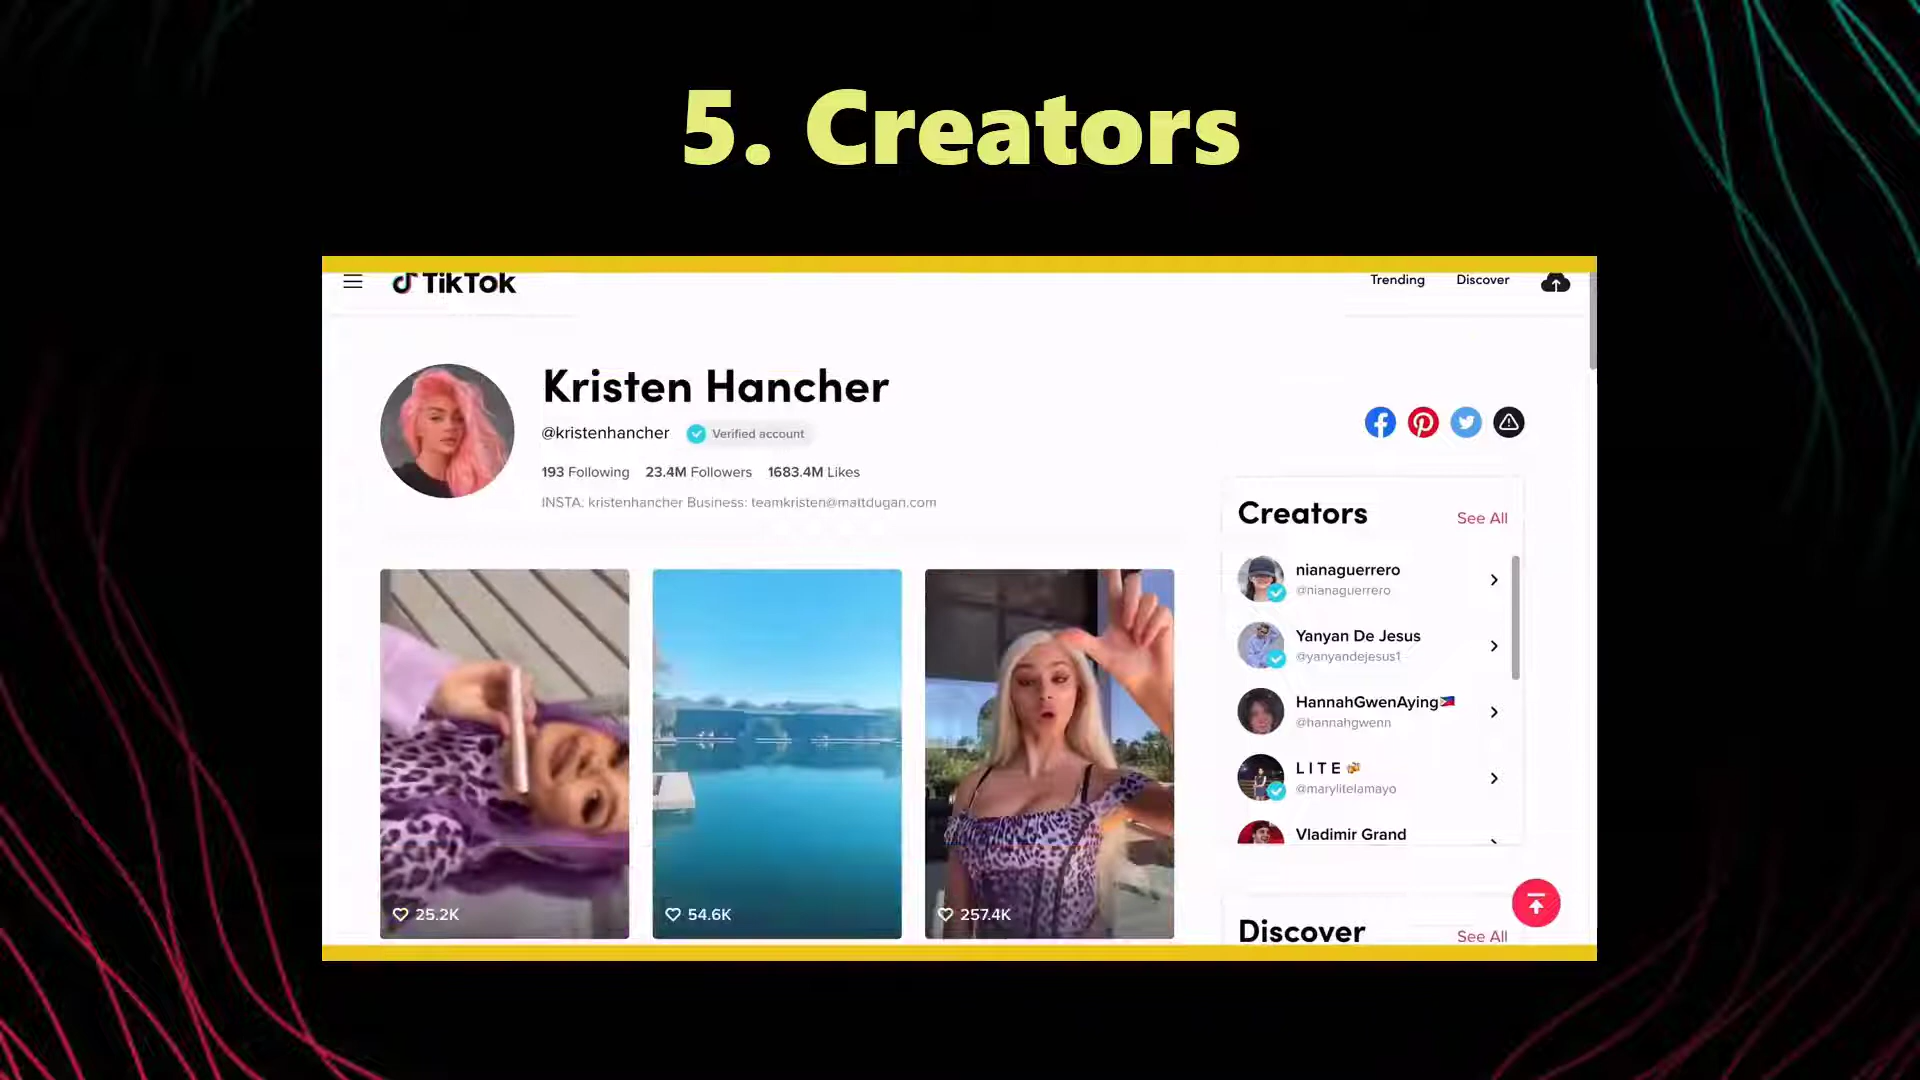 5. Creators
TikTok
Trending
Discover
Kristen Hancher
@kristenhancher
Verified account
193 Following 23.4M Followers 1683.4M Likes
INSTA: kristenhancher Business: teamkristen@mattdugan.com
25.2K
54.6K
257.4K
Creators
See All
nianaguerrero
@nianaguerrero
Yanyan De Jesus
@yanyandejesus1
HannahGwenAying🇵🇭
@hannahgwenn
L I T E
@marylitelamayo
Vladimir Grand
Discover
See All